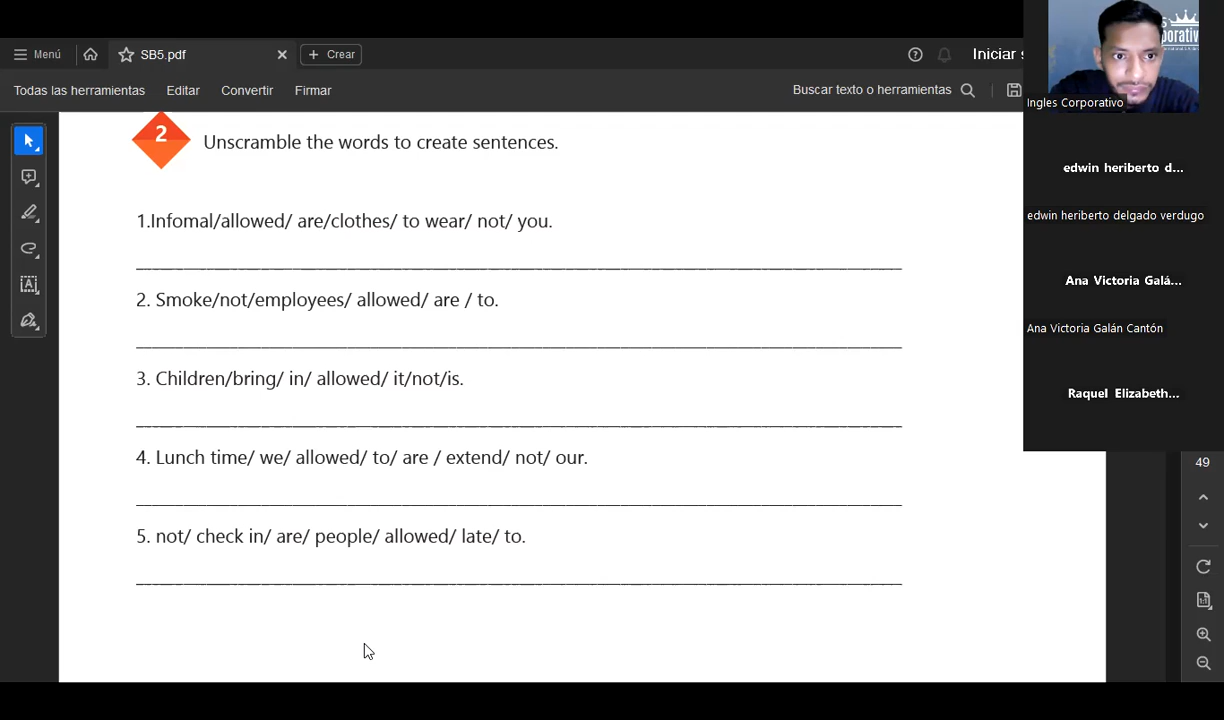 Menú
SB5.pdf
Crear
Iniciar s
Todas las herramientas
Editar
Convertir
Firmar
Buscar texto o herramientas
2
Unscramble the words to create sentences.
1.Infomal/allowed/ are/clothes/ to wear/ not/ you.
2. Smoke/not/employees/ allowed/ are / to.
3. Children/bring/ in/ allowed/ it/not/is.
4. Lunch time/ we/ allowed/ to/ are / extend/ not/ our.
5. not/ check in/ are/ people/ allowed/ late/ to.
Ingles Corporativo
edwin heriberto d...
edwin heriberto delgado verdugo
Ana Victoria Galá...
Ana Victoria Galán Cantón
Raquel Elizabeth...
49